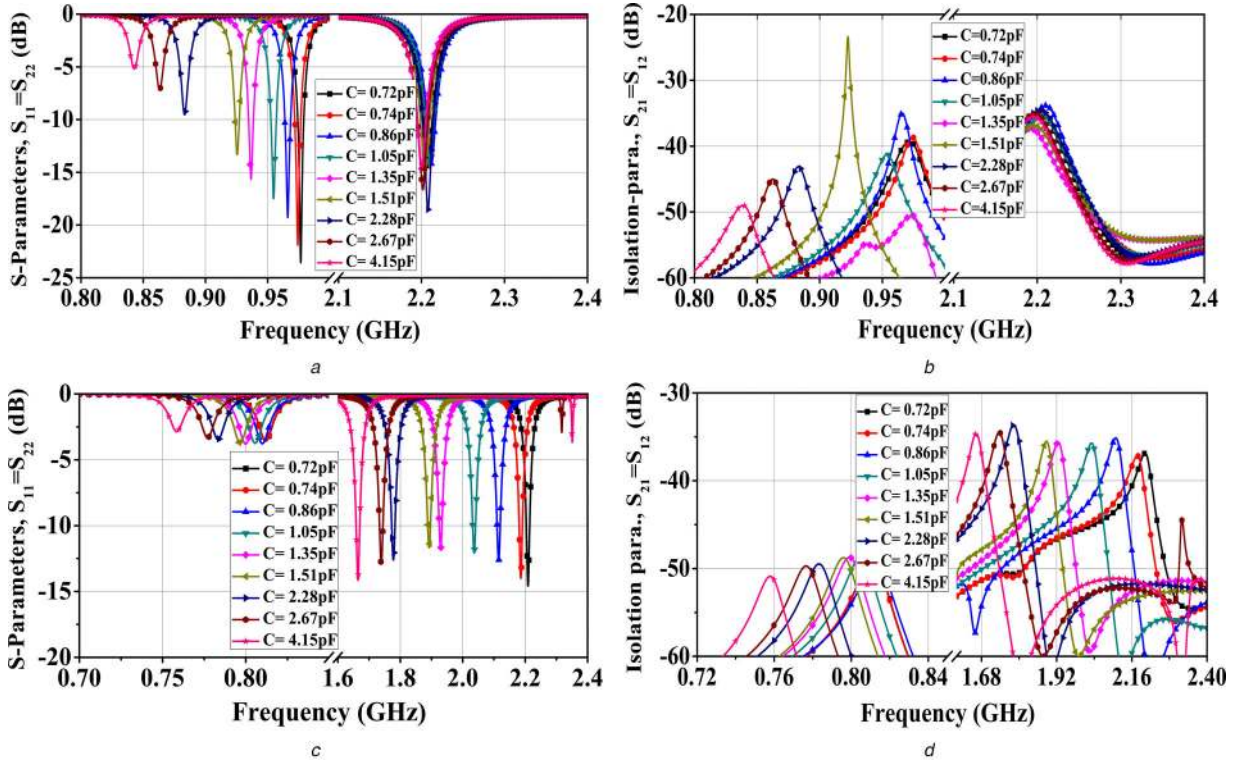 S-Parameters, S11=S22 (dB)
0
-5
-10
-15
-20
-25
C= 0.72pF
C= 0.74pF
C= 0.86pF
C= 1.05pF
C= 1.35pF
C= 1.51pF
C= 2.28pF
C= 2.67pF
C= 4.15pF
0.80 0.85 0.90 0.95 2.1 2.2 2.3 2.4
Frequency (GHz)
a
Isolation-para., S21=S12 (dB)
-20
-30
-40
-50
-60
C=0.72pF
C=0.74pF
C=0.86pF
C=1.05pF
C=1.35pF
C=1.51pF
C=2.28pF
C=2.67pF
C=4.15pF
0.80 0.85 0.90 0.95 2.1 2.2 2.3 2.4
Frequency (GHz)
b
S-Parameters, S11=S22 (dB)
0
-5
-10
-15
-20
C= 0.72pF
C= 0.74pF
C= 0.86pF
C= 1.05pF
C= 1.35pF
C= 1.51pF
C= 2.28pF
C= 2.67pF
C= 4.15pF
0.70 0.75 0.80 1.6 1.8 2.0 2.2 2.4
Frequency (GHz)
c
Isolation para., S21=S12 (dB)
-30
-40
-50
-60
C= 0.72pF
C= 0.74pF
C= 0.86pF
C= 1.05pF
C= 1.35pF
C= 1.51pF
C= 2.28pF
C= 2.67pF
C= 4.15pF
0.72 0.76 0.80 0.84 1.68 1.92 2.16 2.40
Frequency (GHz)
d